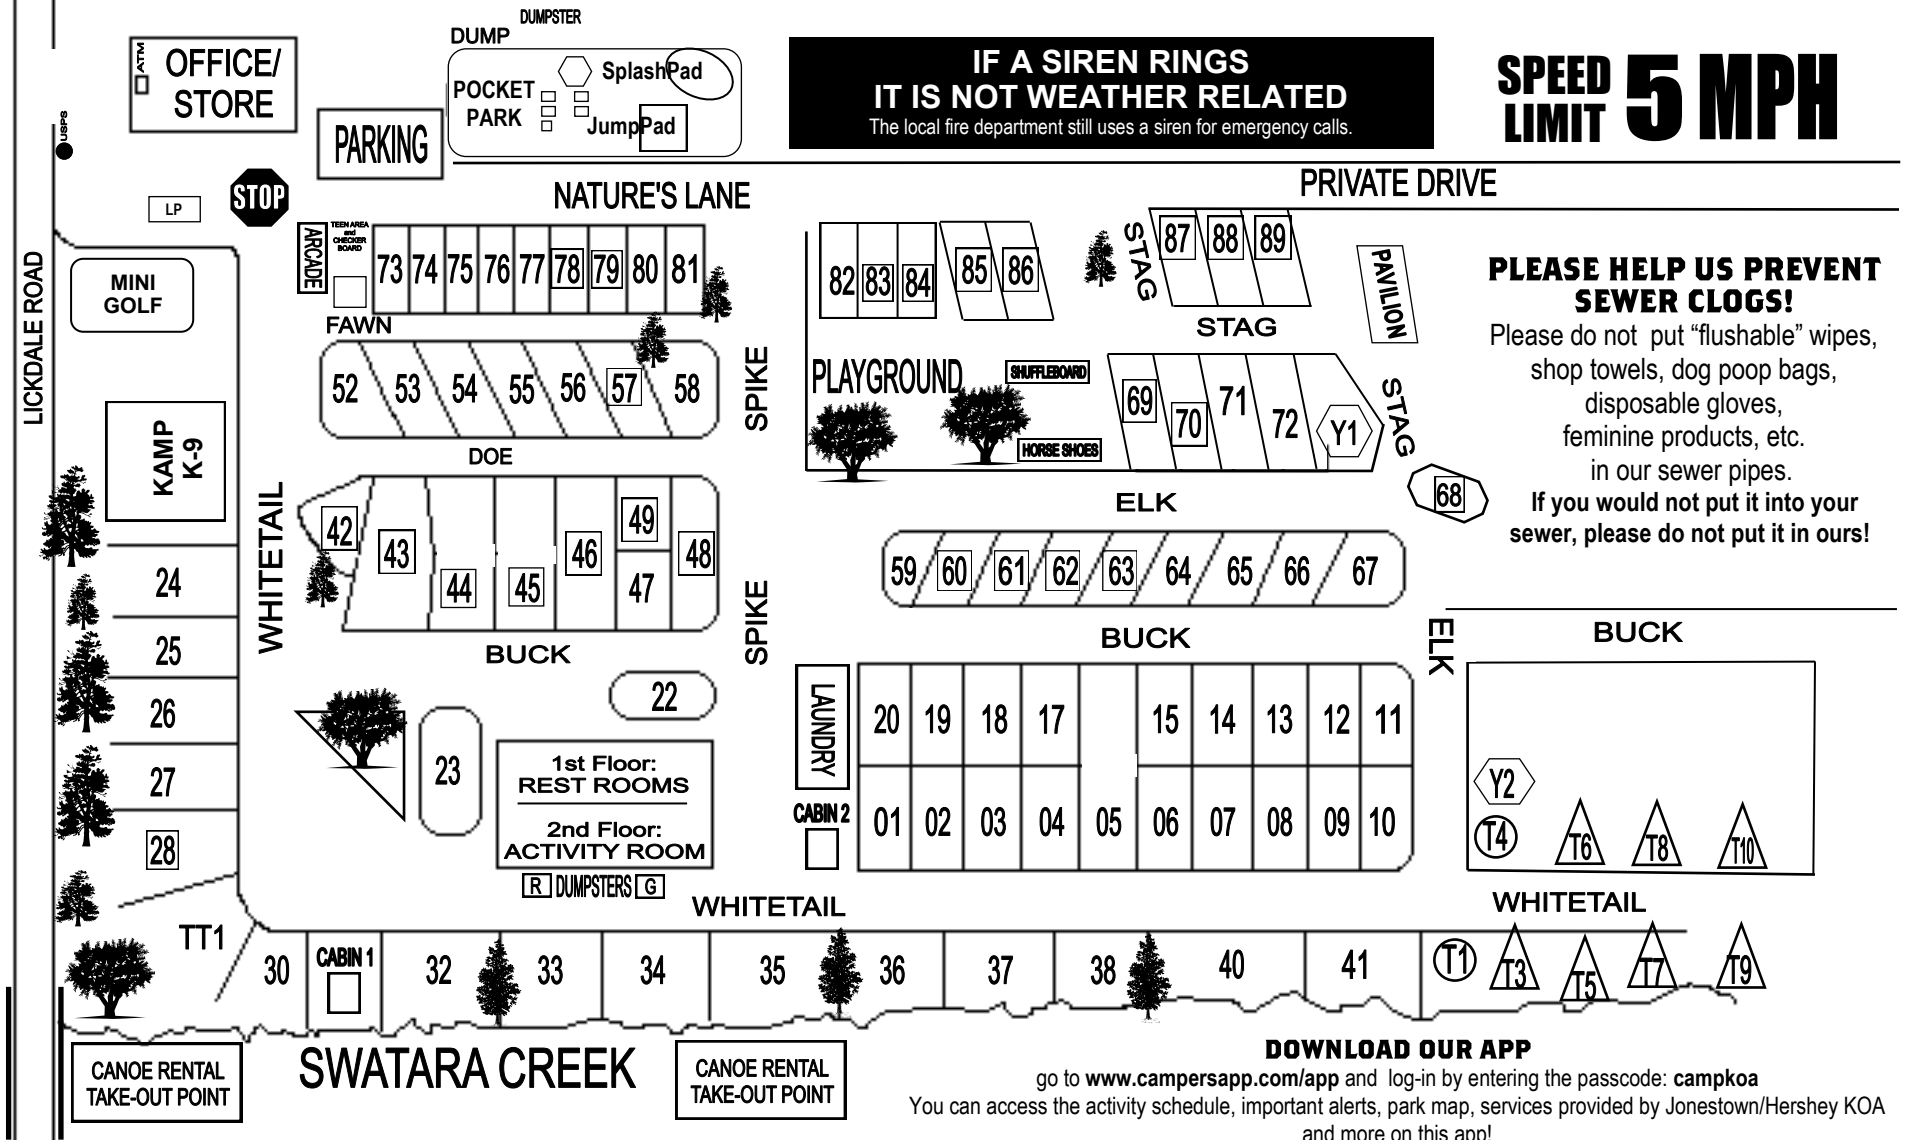 DUMPSTER
DUMP
ATM
OFFICE/
STORE
USPS
PARKING
POCKET
PARK
SplashPad
JumpPad
IF A SIREN RINGS
IT IS NOT WEATHER RELATED
The local fire department still uses a siren for emergency calls.
SPEED
LIMIT
5 MPH
LP
STOP
NATURE'S LANE
PRIVATE DRIVE
LICKDALE ROAD
MINI
GOLF
ARCADE
TEEN AREA
and
CHECKER
BOARD
73 74 75 76 77 78 79 80 81
82 83 84 85 86
STAG
87 88 89
PAVILION
FAWN
STAG
52 53 54 55 56 57 58
SPIKE
PLAYGROUND
SHUFFLEBOARD
HORSE SHOES
69 70 71 72 Y1
STAG
68
PLEASE HELP US PREVENT
SEWER CLOGS!
Please do not put “flushable” wipes,
shop towels, dog poop bags,
disposable gloves,
feminine products, etc.
in our sewer pipes.
If you would not put it into your
sewer, please do not put it in ours!
KAMP
K-9
DOE
WHITETAIL
42 43 44 45 46 49 47 48
SPIKE
ELK
59 60 61 62 63 64 65 66 67
24
25
26
27
28
BUCK
BUCK
ELK
BUCK
22
23
1st Floor:
REST ROOMS
2nd Floor:
ACTIVITY ROOM
R DUMPSTERS G
LAUNDRY
CABIN 2
20 19 18 17 15 14 13 12 11
01 02 03 04 05 06 07 08 09 10
Y2
T4 T6 T8 T10
WHITETAIL
WHITETAIL
TT1
30 CABIN 1 32 33 34 35 36 37 38 40 41 T1 T3 T5 T7 T9
CANOE RENTAL
TAKE-OUT POINT
SWATARA CREEK
CANOE RENTAL
TAKE-OUT POINT
DOWNLOAD OUR APP
go to www.campersapp.com/app and log-in by entering the passcode: campkoa
You can access the activity schedule, important alerts, park map, services provided by Jonestown/Hershey KOA
and more on this app!